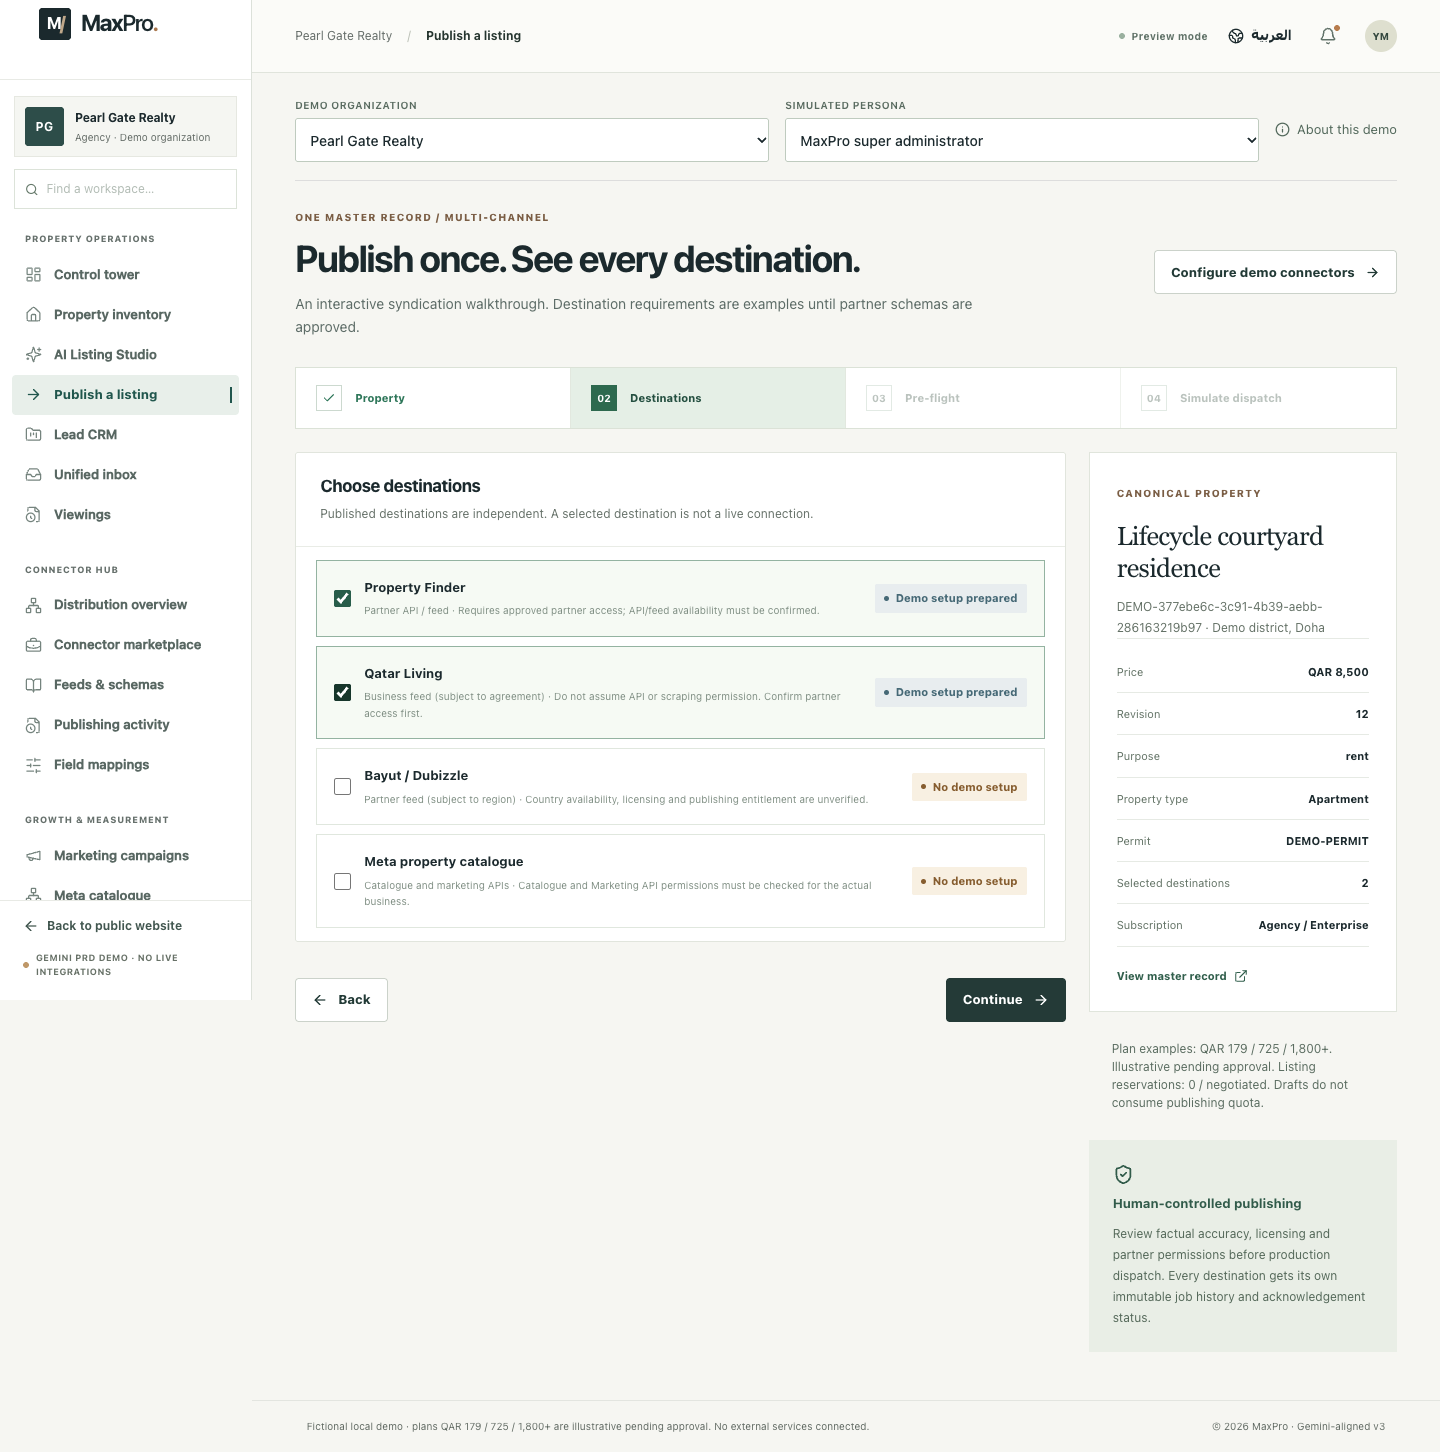 M/ MaxPro.
PG
Pearl Gate Realty
Agency · Demo organization
Find a workspace...
PROPERTY OPERATIONS
Control tower
Property inventory
AI Listing Studio
Publish a listing
Lead CRM
Unified inbox
Viewings
CONNECTOR HUB
Distribution overview
Connector marketplace
Feeds & schemas
Publishing activity
Field mappings
GROWTH & MEASUREMENT
Marketing campaigns
Meta catalogue
Back to public website
GEMINI PRD DEMO · NO LIVE
INTEGRATIONS
Pearl Gate Realty / Publish a listing
Preview mode
العربية
YM
DEMO ORGANIZATION
Pearl Gate Realty
SIMULATED PERSONA
MaxPro super administrator
About this demo
ONE MASTER RECORD / MULTI-CHANNEL
Publish once. See every destination.
An interactive syndication walkthrough. Destination requirements are examples until partner schemas are
approved.
Configure demo connectors
Property
02 Destinations
03 Pre-flight
04 Simulate dispatch
Choose destinations
Published destinations are independent. A selected destination is not a live connection.
Property Finder
Partner API / feed · Requires approved partner access; API/feed availability must be confirmed.
Demo setup prepared
Qatar Living
Business feed (subject to agreement) · Do not assume API or scraping permission. Confirm partner
access first.
Demo setup prepared
Bayut / Dubizzle
Partner feed (subject to region) · Country availability, licensing and publishing entitlement are unverified.
No demo setup
Meta property catalogue
Catalogue and marketing APIs · Catalogue and Marketing API permissions must be checked for the actual
business.
No demo setup
Back
Continue
CANONICAL PROPERTY
Lifecycle courtyard
residence
DEMO-377ebe6c-3c91-4b39-aebb-
286163219b97 · Demo district, Doha
Price QAR 8,500
Revision 12
Purpose rent
Property type Apartment
Permit DEMO-PERMIT
Selected destinations 2
Subscription Agency / Enterprise
View master record
Plan examples: QAR 179 / 725 / 1,800+.
Illustrative pending approval. Listing
reservations: 0 / negotiated. Drafts do not
consume publishing quota.
Human-controlled publishing
Review factual accuracy, licensing and
partner permissions before production
dispatch. Every destination gets its own
immutable job history and acknowledgement
status.
Fictional local demo · plans QAR 179 / 725 / 1,800+ are illustrative pending approval. No external services connected.
© 2026 MaxPro · Gemini-aligned v3